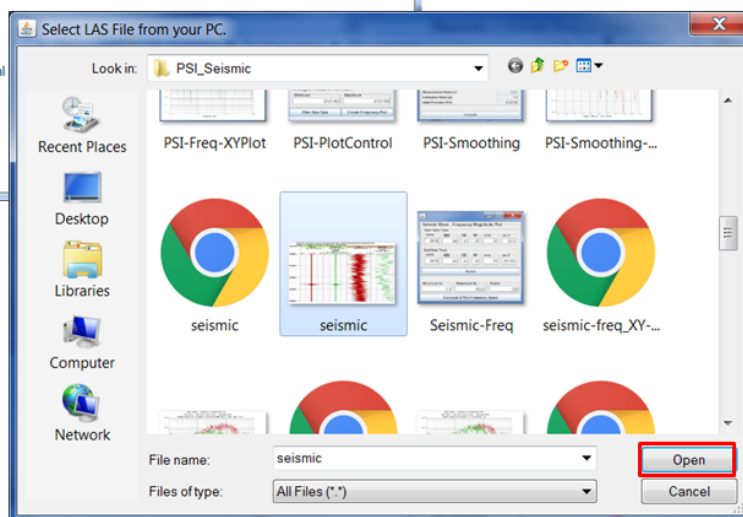 Select LAS File from your PC.
al
Look in: PSI_Seismic
Recent Places
Desktop
Libraries
Computer
Network
PSI-Freq-XYPlot PSI-PlotControl PSI-Smoothing PSI-Smoothing-...
seismic seismic Seismic-Freq seismic-freq_XY-...
File name: seismic Open
Files of type: All Files (*.*) Cancel